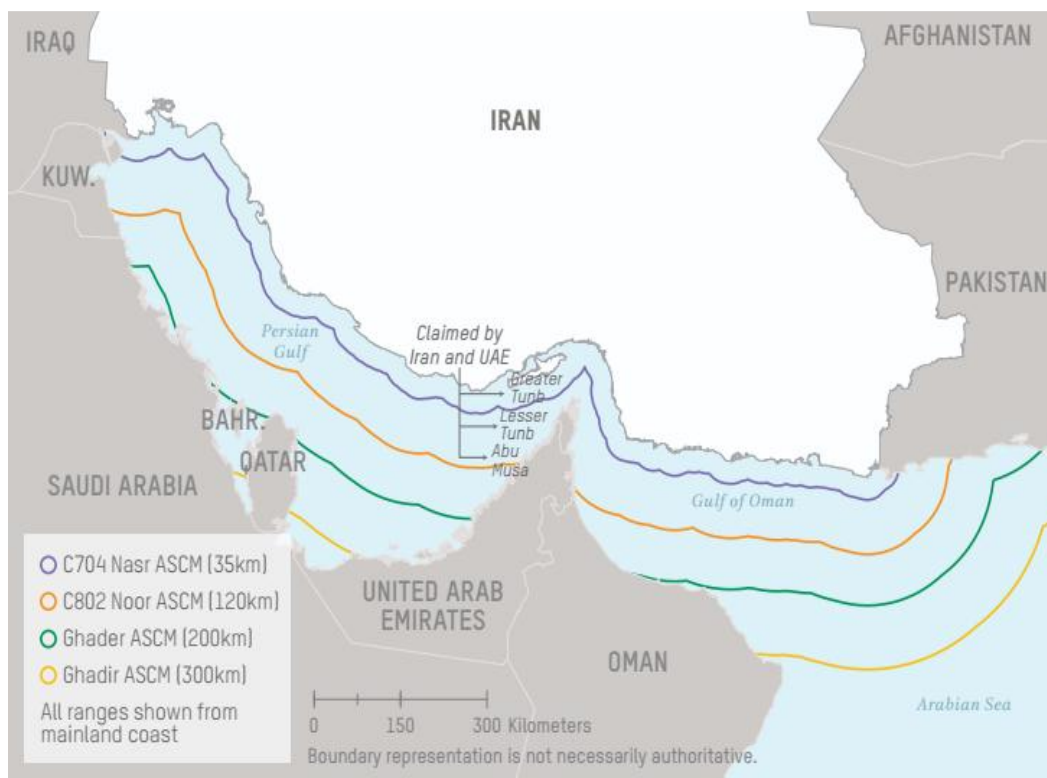 IRAQ
AFGHANISTAN
IRAN
KUW.
PAKISTAN
Persian
Gulf
Claimed by
Iran and UAE
Greater
Tunb
Lesser
Tunb
Abu
Musa
BAHR.
QATAR
SAUDI ARABIA
Gulf of Oman
UNITED ARAB
EMIRATES
OMAN
Arabian Sea
C704 Nasr ASCM (35km)
C802 Noor ASCM (120km)
Ghader ASCM (200km)
Ghadir ASCM (300km)
All ranges shown from
mainland coast
0 150 300 Kilometers
Boundary representation is not necessarily authoritative.